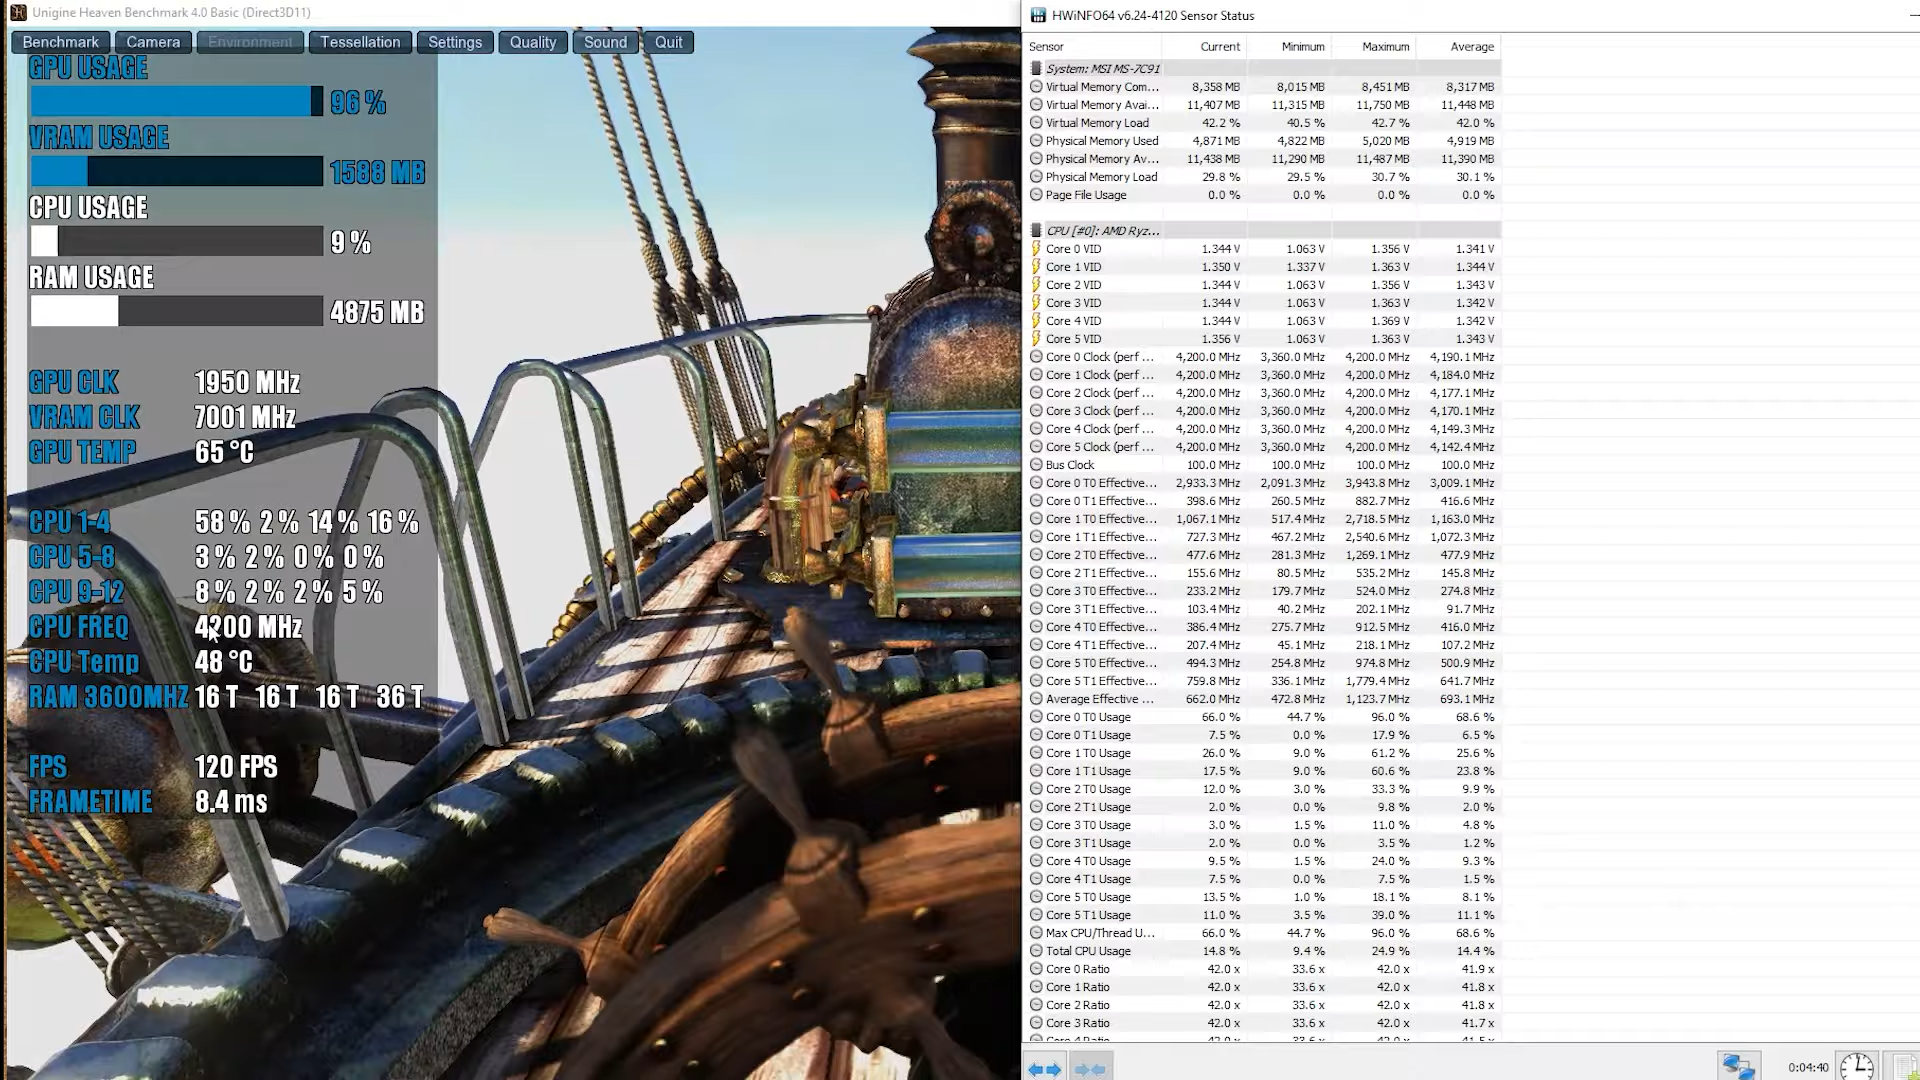 Unigine Heaven Benchmark 4.0 Basic (Direct3D11)
Benchmark Camera Environment Tessellation Settings Quality Sound Quit
GPU USAGE
96 %
VRAM USAGE
1588 MB
CPU USAGE
9 %
RAM USAGE
4875 MB
GPU CLK 1950 MHz
VRAM CLK 7001 MHz
GPU TEMP 65 °C
CPU 1-4 58 % 2 % 14 % 16 %
CPU 5-8 3 % 2 % 0 % 0 %
CPU 9-12 8 % 2 % 2 % 5 %
CPU FREQ 4200 MHz
CPU Temp 48 °C
RAM 3600MHZ 16 T 16 T 16 T 36 T
FPS 120 FPS
FRAMETIME 8.4 ms
HWiNFO64 v6.24-4120 Sensor Status
Sensor Current Minimum Maximum Average
System: MSI MS-7C91
Virtual Memory Com... 8,358 MB 8,015 MB 8,451 MB 8,317 MB
Virtual Memory Avai... 11,407 MB 11,315 MB 11,750 MB 11,448 MB
Virtual Memory Load 42.2 % 40.5 % 42.7 % 42.0 %
Physical Memory Used 4,871 MB 4,822 MB 5,020 MB 4,919 MB
Physical Memory Av... 11,438 MB 11,290 MB 11,487 MB 11,390 MB
Physical Memory Load 29.8 % 29.5 % 30.7 % 30.1 %
Page File Usage 0.0 % 0.0 % 0.0 % 0.0 %
CPU [#0]: AMD Ryz...
Core 0 VID 1.344 V 1.063 V 1.356 V 1.341 V
Core 1 VID 1.350 V 1.337 V 1.363 V 1.344 V
Core 2 VID 1.344 V 1.063 V 1.356 V 1.343 V
Core 3 VID 1.344 V 1.063 V 1.363 V 1.342 V
Core 4 VID 1.344 V 1.063 V 1.369 V 1.342 V
Core 5 VID 1.356 V 1.063 V 1.363 V 1.343 V
Core 0 Clock (perf ... 4,200.0 MHz 3,360.0 MHz 4,200.0 MHz 4,190.1 MHz
Core 1 Clock (perf ... 4,200.0 MHz 3,360.0 MHz 4,200.0 MHz 4,184.0 MHz
Core 2 Clock (perf ... 4,200.0 MHz 3,360.0 MHz 4,200.0 MHz 4,177.1 MHz
Core 3 Clock (perf ... 4,200.0 MHz 3,360.0 MHz 4,200.0 MHz 4,170.1 MHz
Core 4 Clock (perf ... 4,200.0 MHz 3,360.0 MHz 4,200.0 MHz 4,149.3 MHz
Core 5 Clock (perf ... 4,200.0 MHz 3,360.0 MHz 4,200.0 MHz 4,142.4 MHz
Bus Clock 100.0 MHz 100.0 MHz 100.0 MHz 100.0 MHz
Core 0 T0 Effective... 2,933.3 MHz 2,091.3 MHz 3,943.8 MHz 3,009.1 MHz
Core 0 T1 Effective... 398.6 MHz 260.5 MHz 882.7 MHz 416.6 MHz
Core 1 T0 Effective... 1,067.1 MHz 517.4 MHz 2,718.5 MHz 1,163.0 MHz
Core 1 T1 Effective... 727.3 MHz 467.2 MHz 2,540.6 MHz 1,072.3 MHz
Core 2 T0 Effective... 477.6 MHz 281.3 MHz 1,269.1 MHz 477.9 MHz
Core 2 T1 Effective... 155.6 MHz 80.5 MHz 535.2 MHz 145.8 MHz
Core 3 T0 Effective... 233.2 MHz 179.7 MHz 524.0 MHz 274.8 MHz
Core 3 T1 Effective... 103.4 MHz 40.2 MHz 202.1 MHz 91.7 MHz
Core 4 T0 Effective... 386.4 MHz 275.7 MHz 912.5 MHz 416.0 MHz
Core 4 T1 Effective... 207.4 MHz 45.1 MHz 218.1 MHz 107.2 MHz
Core 5 T0 Effective... 494.3 MHz 254.8 MHz 974.8 MHz 500.9 MHz
Core 5 T1 Effective... 759.8 MHz 336.1 MHz 1,779.4 MHz 641.7 MHz
Average Effective ... 662.0 MHz 472.8 MHz 1,123.7 MHz 693.1 MHz
Core 0 T0 Usage 66.0 % 44.7 % 96.0 % 68.6 %
Core 0 T1 Usage 7.5 % 0.0 % 17.9 % 6.5 %
Core 1 T0 Usage 26.0 % 9.0 % 61.2 % 25.6 %
Core 1 T1 Usage 17.5 % 9.0 % 60.6 % 23.8 %
Core 2 T0 Usage 12.0 % 3.0 % 33.3 % 9.9 %
Core 2 T1 Usage 2.0 % 0.0 % 9.8 % 2.0 %
Core 3 T0 Usage 3.0 % 1.5 % 11.0 % 4.8 %
Core 3 T1 Usage 2.0 % 0.0 % 3.5 % 1.2 %
Core 4 T0 Usage 9.5 % 1.5 % 24.0 % 9.3 %
Core 4 T1 Usage 7.5 % 0.0 % 7.5 % 1.5 %
Core 5 T0 Usage 13.5 % 1.0 % 18.1 % 8.1 %
Core 5 T1 Usage 11.0 % 3.5 % 39.0 % 11.1 %
Max CPU/Thread U... 66.0 % 44.7 % 96.0 % 68.6 %
Total CPU Usage 14.8 % 9.4 % 24.9 % 14.4 %
Core 0 Ratio 42.0 x 33.6 x 42.0 x 41.9 x
Core 1 Ratio 42.0 x 33.6 x 42.0 x 41.8 x
Core 2 Ratio 42.0 x 33.6 x 42.0 x 41.8 x
Core 3 Ratio 42.0 x 33.6 x 42.0 x 41.7 x
Core 4 Ratio 42.0 x 33.6 x 42.0 x 41.5 x
0:04:40